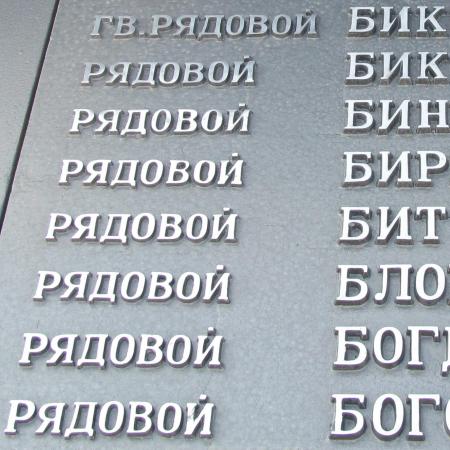 ГВ.РЯДОВОЙ БИК
РЯДОВОЙ БИК
РЯДОВОЙ БИН
РЯДОВОЙ БИР
РЯДОВОЙ БИТ
РЯДОВОЙ БЛО
РЯДОВОЙ БОГ
РЯДОВОЙ БОГ